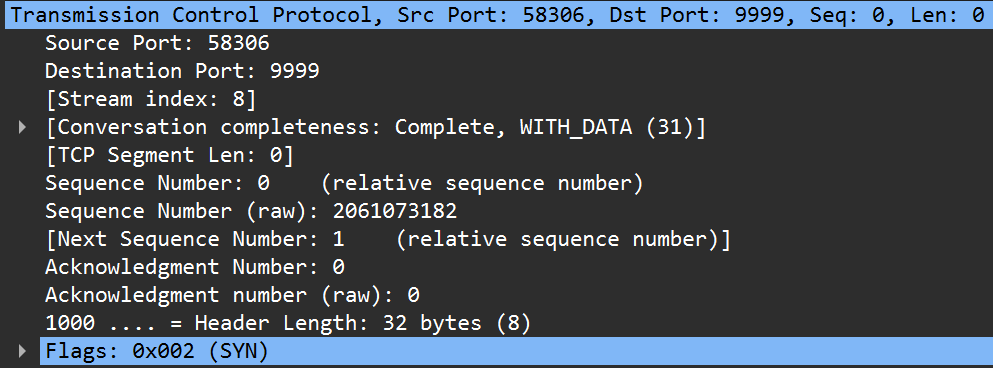 Transmission Control Protocol, Src Port: 58306, Dst Port: 9999, Seq: 0, Len: 0
Source Port: 58306
Destination Port: 9999
[Stream index: 8]
[Conversation completeness: Complete, WITH_DATA (31)]
[TCP Segment Len: 0]
Sequence Number: 0    (relative sequence number)
Sequence Number (raw): 2061073182
[Next Sequence Number: 1    (relative sequence number)]
Acknowledgment Number: 0
Acknowledgment number (raw): 0
1000 .... = Header Length: 32 bytes (8)
Flags: 0x002 (SYN)